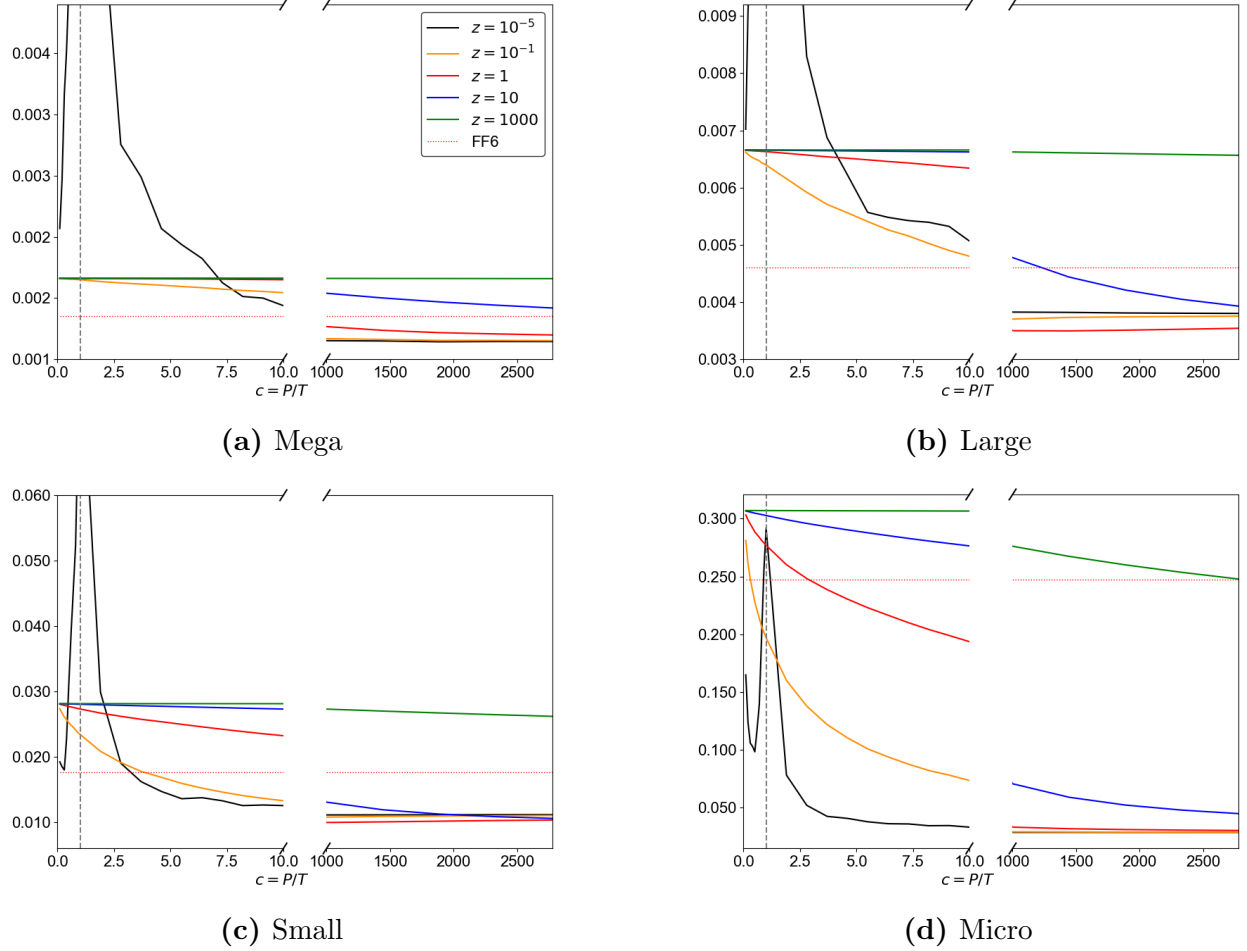 0.004
0.003
0.003
0.002
0.002
0.001
0.0 2.5 5.0 7.5 10.0 1000 1500 2000 2500
c = P/T
z = 10^{-5}
z = 10^{-1}
z = 1
z = 10
z = 1000
FF6
(a) Mega
0.009
0.008
0.007
0.006
0.005
0.004
0.003
0.0 2.5 5.0 7.5 10.0 1000 1500 2000 2500
c = P/T
(b) Large
0.060
0.050
0.040
0.030
0.020
0.010
0.0 2.5 5.0 7.5 10.0 1000 1500 2000 2500
c = P/T
(c) Small
0.300
0.250
0.200
0.150
0.100
0.050
0.0 2.5 5.0 7.5 10.0 1000 1500 2000 2500
c = P/T
(d) Micro